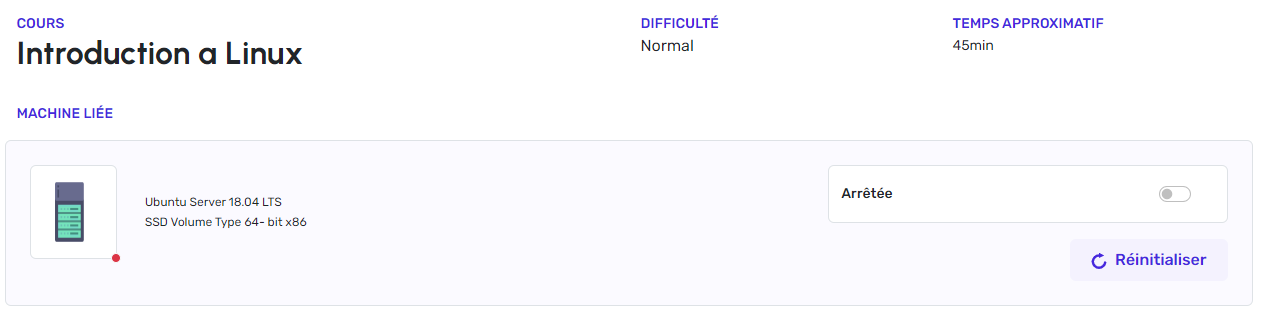 COURS
Introduction a Linux
DIFFICULTÉ
Normal
TEMPS APPROXIMATIF
45min
MACHINE LIÉE
Ubuntu Server 18.04 LTS
SSD Volume Type 64- bit x86
Arrêtée
Réinitialiser